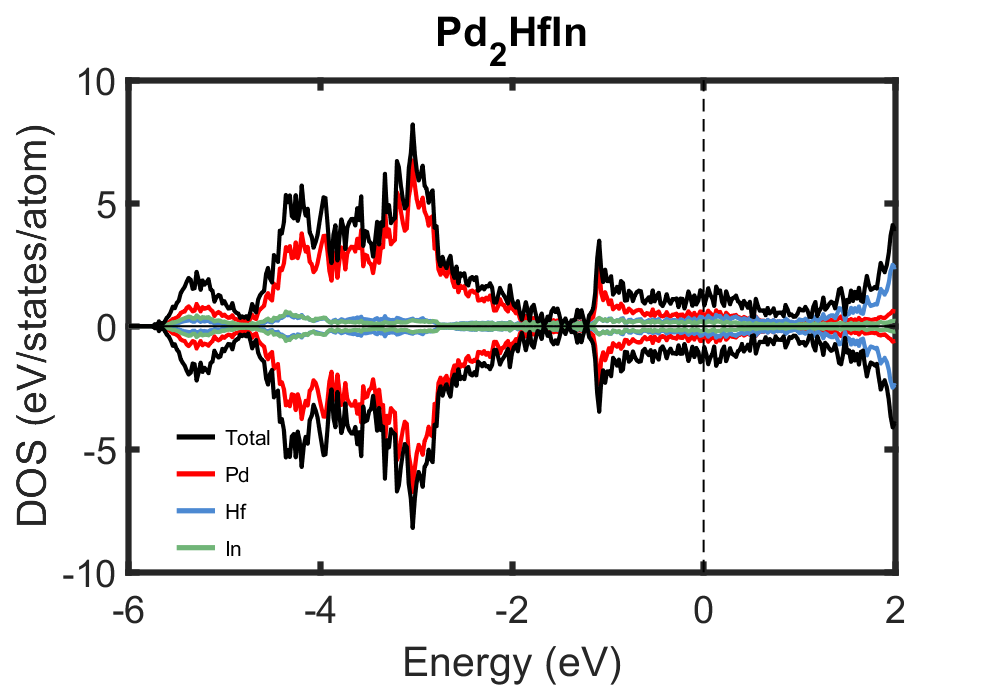 Pd2HfIn
10
5
0
-5
-10
DOS (eV/states/atom)
Total
Pd
Hf
In
-6 -4 -2 0 2
Energy (eV)